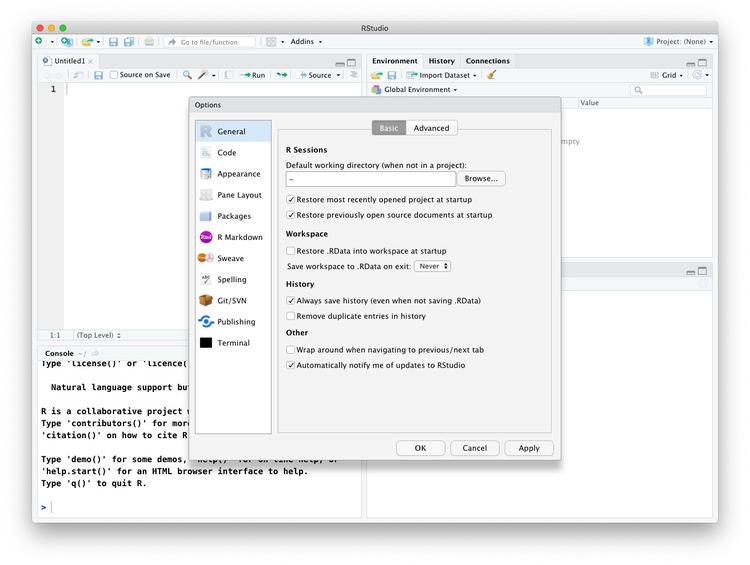 RStudio
Go to file/function
Addins
Project: (None)
Untitled1
Source on Save
Run
Source
1
1:1
(Top Level)
Console ~/
Type 'license()' or 'licence(
Natural language support bu
R is a collaborative project
Type 'contributors()' for mor
'citation()' on how to cite R
Type 'demo()' for some demos, 'help()' for on-line help, or
'help.start()' for an HTML browser interface to help.
Type 'q()' to quit R.
>
Environment
History
Connections
Import Dataset
Grid
Global Environment
Value
mpty
Options
General
Code
Appearance
Pane Layout
Packages
R Markdown
Sweave
Spelling
Git/SVN
Publishing
Terminal
Basic
Advanced
R Sessions
Default working directory (when not in a project):
~
Browse...
Restore most recently opened project at startup
Restore previously open source documents at startup
Workspace
Restore .RData into workspace at startup
Save workspace to .RData on exit: Never
History
Always save history (even when not saving .RData)
Remove duplicate entries in history
Other
Wrap around when navigating to previous/next tab
Automatically notify me of updates to RStudio
OK
Cancel
Apply